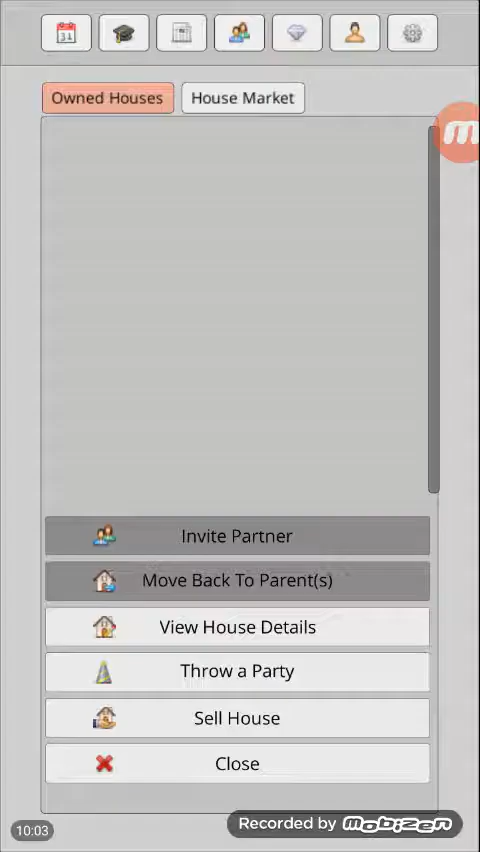 31
Owned Houses
House Market
Invite Partner
Move Back To Parent(s)
View House Details
Throw a Party
Sell House
Close
10:03
Recorded by mobizen